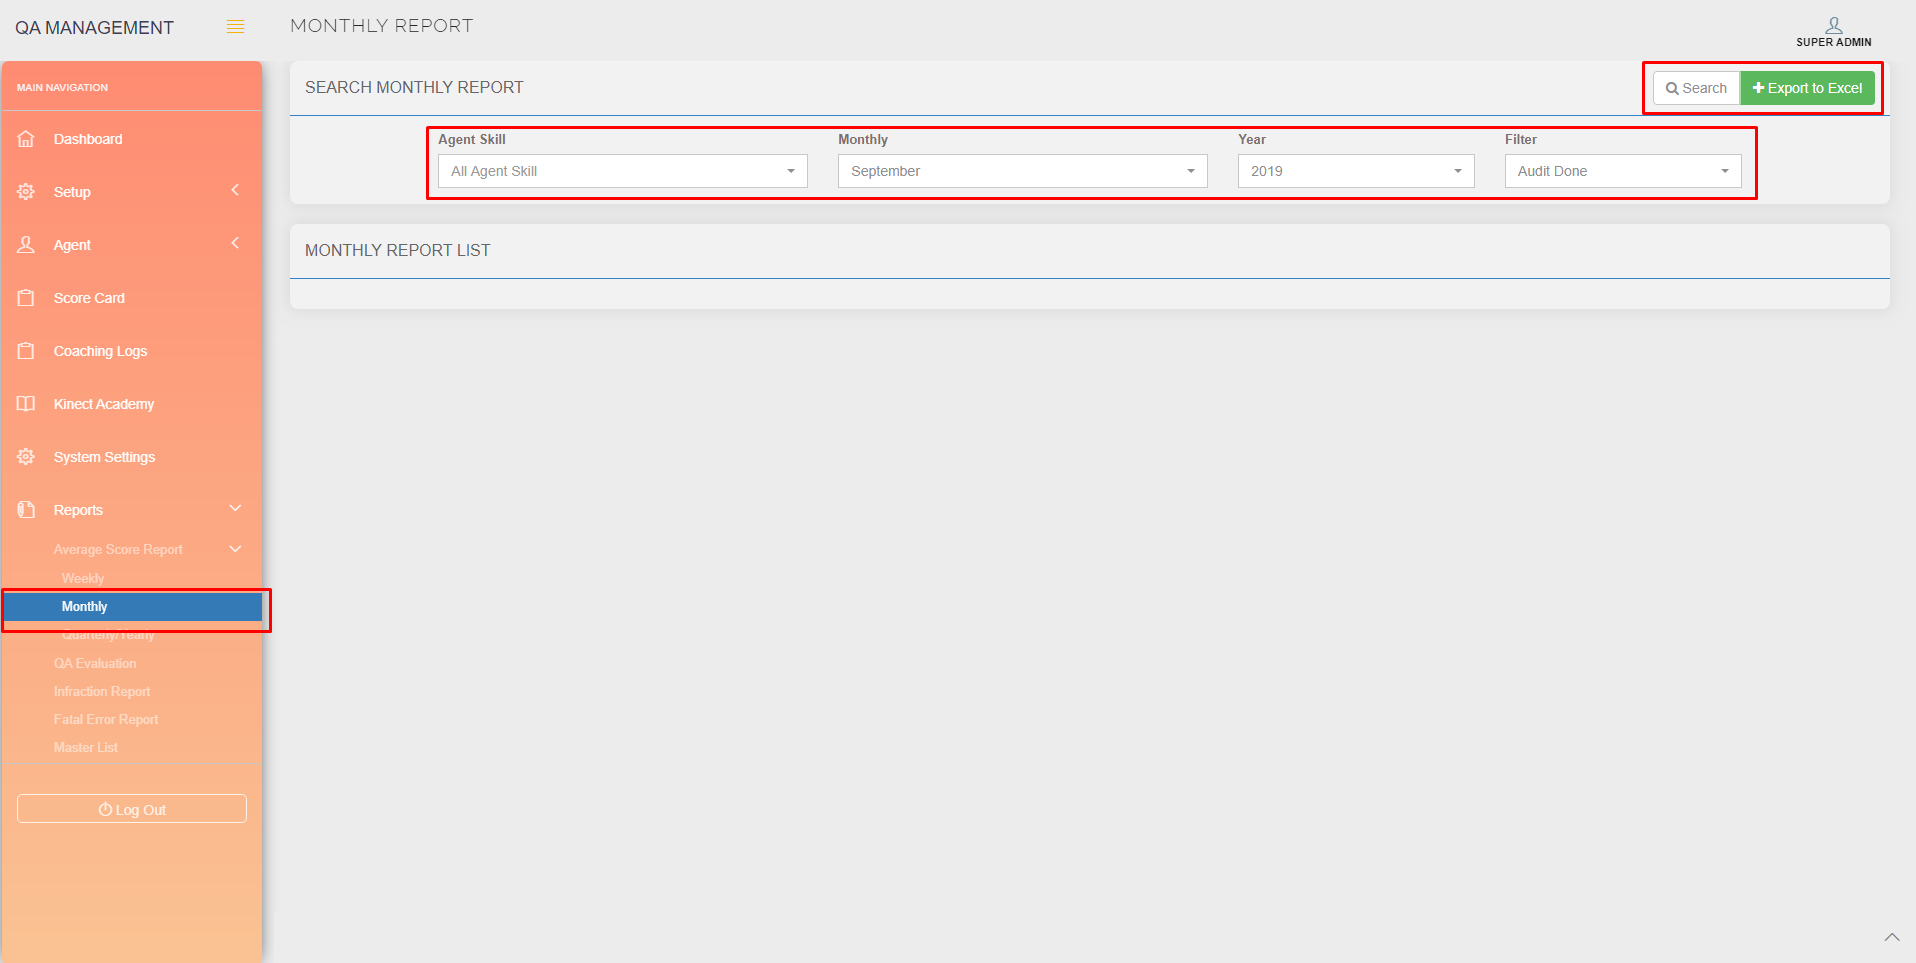 QA MANAGEMENT
MONTHLY REPORT
SUPER ADMIN
MAIN NAVIGATION
Dashboard
Setup
Agent
Score Card
Coaching Logs
Kinect Academy
System Settings
Reports
Average Score Report
Weekly
Monthly
Quarterly/Yearly
QA Evaluation
Infraction Report
Fatal Error Report
Master List
Log Out
SEARCH MONTHLY REPORT
Search
Export to Excel
Agent Skill
All Agent Skill
Monthly
September
Year
2019
Filter
Audit Done
MONTHLY REPORT LIST